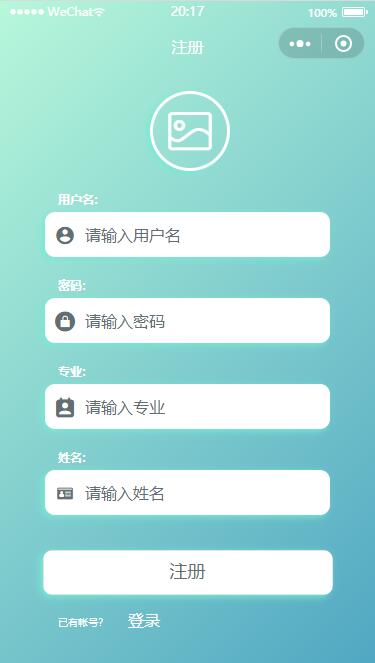 ●●●●● WeChat 20:17 100%
注册
用户名:
请输入用户名
密码:
请输入密码
专业:
请输入专业
姓名:
请输入姓名
注册
已有帐号? 登录